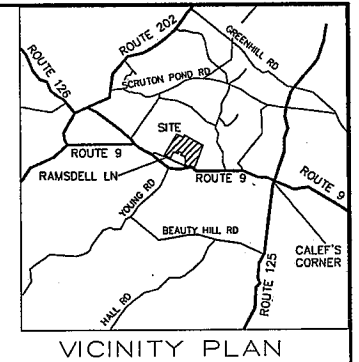 ROUTE 202
GREENHILL RD
ROUTE 126
SCRUTON POND RD
SITE
ROUTE 9
RAMSDELL LN
ROUTE 9
ROUTE 9
YOUNG RD
BEAUTY HILL RD
CALEF'S
CORNER
ROUTE 125
HALL RD
VICINITY PLAN